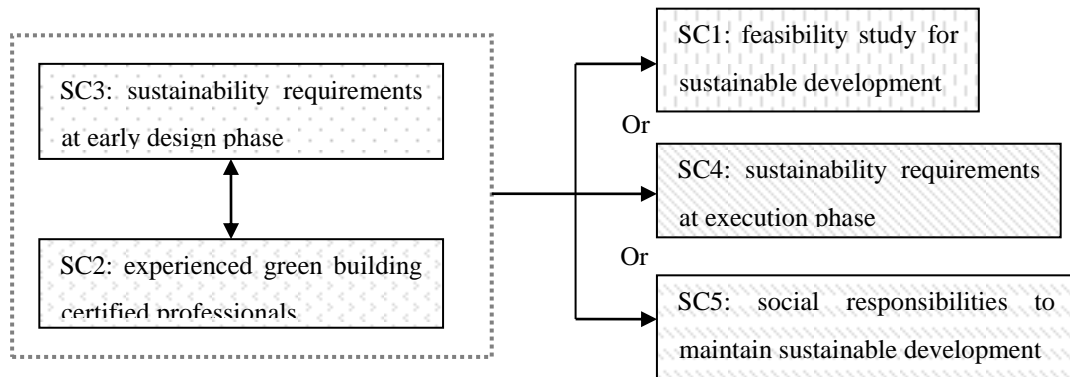 SC3: sustainability requirements
at early design phase
SC2: experienced green building
certified professionals
SC1: feasibility study for
sustainable development
Or
SC4: sustainability requirements
at execution phase
Or
SC5: social responsibilities to
maintain sustainable development